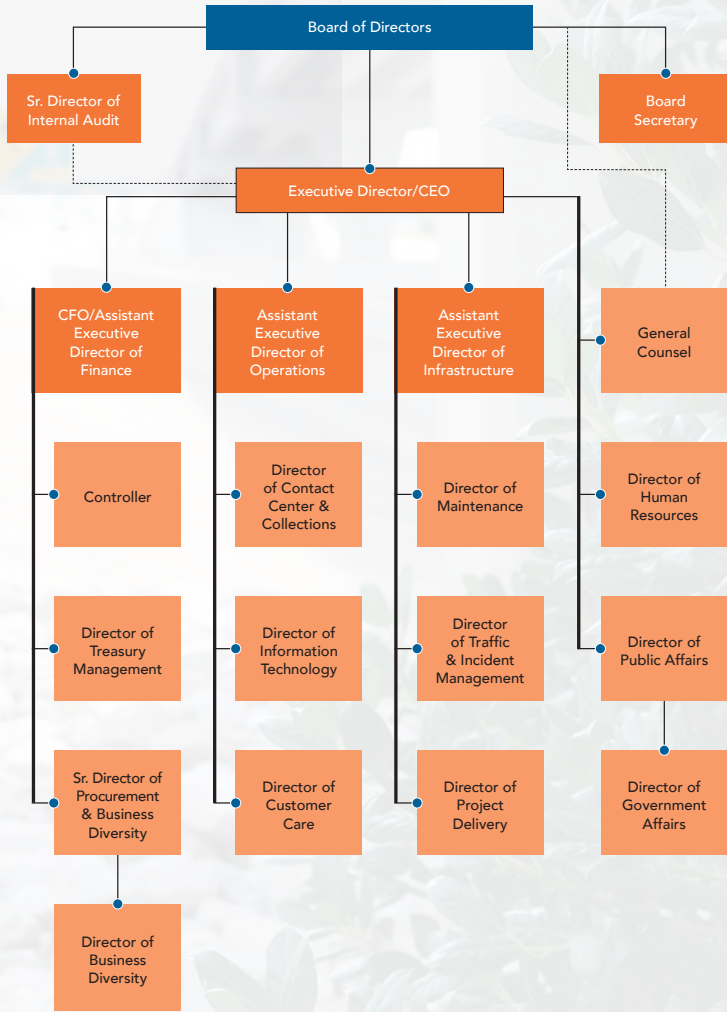 Board of Directors
Sr. Director of
Internal Audit
Board
Secretary
Executive Director/CEO
CFO/Assistant
Executive
Director of
Finance
Assistant
Executive
Director of
Operations
Assistant
Executive
Director of
Infrastructure
General
Counsel
Controller
Director
of Contact
Center &
Collections
Director of
Maintenance
Director of
Human
Resources
Director of
Treasury
Management
Director of
Information
Technology
Director
of Traffic
& Incident
Management
Director of
Public Affairs
Sr. Director of
Procurement
& Business
Diversity
Director of
Customer
Care
Director of
Project
Delivery
Director of
Government
Affairs
Director of
Business
Diversity